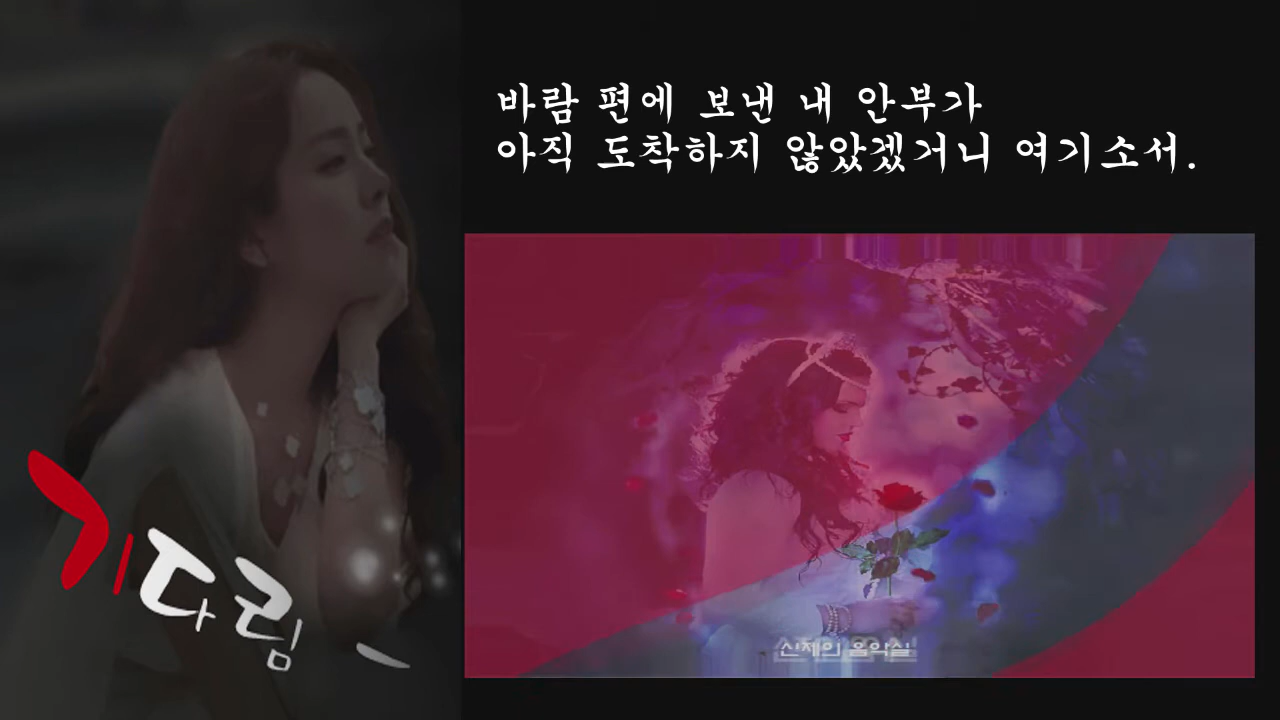 바람 편에 보낸 내 안부가
아직 도착하지 않았겠거니 여기소서.
기다림
신제의 음악실